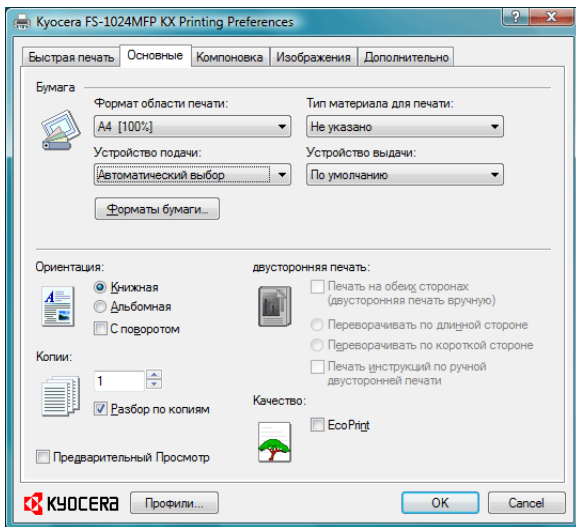 Kyocera FS-1024MFP KX Printing Preferences
Быстрая печать Основные Компоновка Изображения Дополнительно
Бумага
Формат области печати: Тип материала для печати:
A4 [100%] Не указано
Устройство подачи: Устройство выдачи:
Автоматический выбор По умолчанию
Форматы бумаги...
Ориентация: двусторонняя печать:
Книжная Печать на обеих сторонах
Альбомная (двусторонняя печать вручную)
С поворотом Переворачивать по длинной стороне
Переворачивать по короткой стороне
Копии: Печать инструкций по ручной
1 двусторонней печати
Разбор по копиям Качество:
EcoPrint
Предварительный Просмотр
KYOCERA Профили... OK Cancel